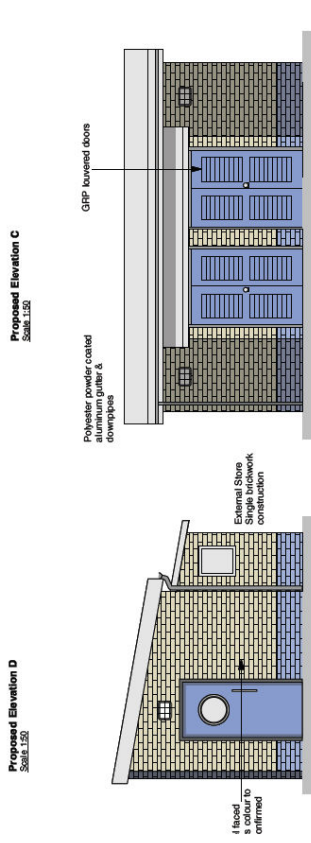 Proposed Elevation C
Scale 1:50
GRP louvered doors
Polyester powder coated
aluminum gutter &
downpipes
Proposed Elevation D
Scale 1:50
External Store
Single brickwork
construction
l faced
s colour to
onfirmed